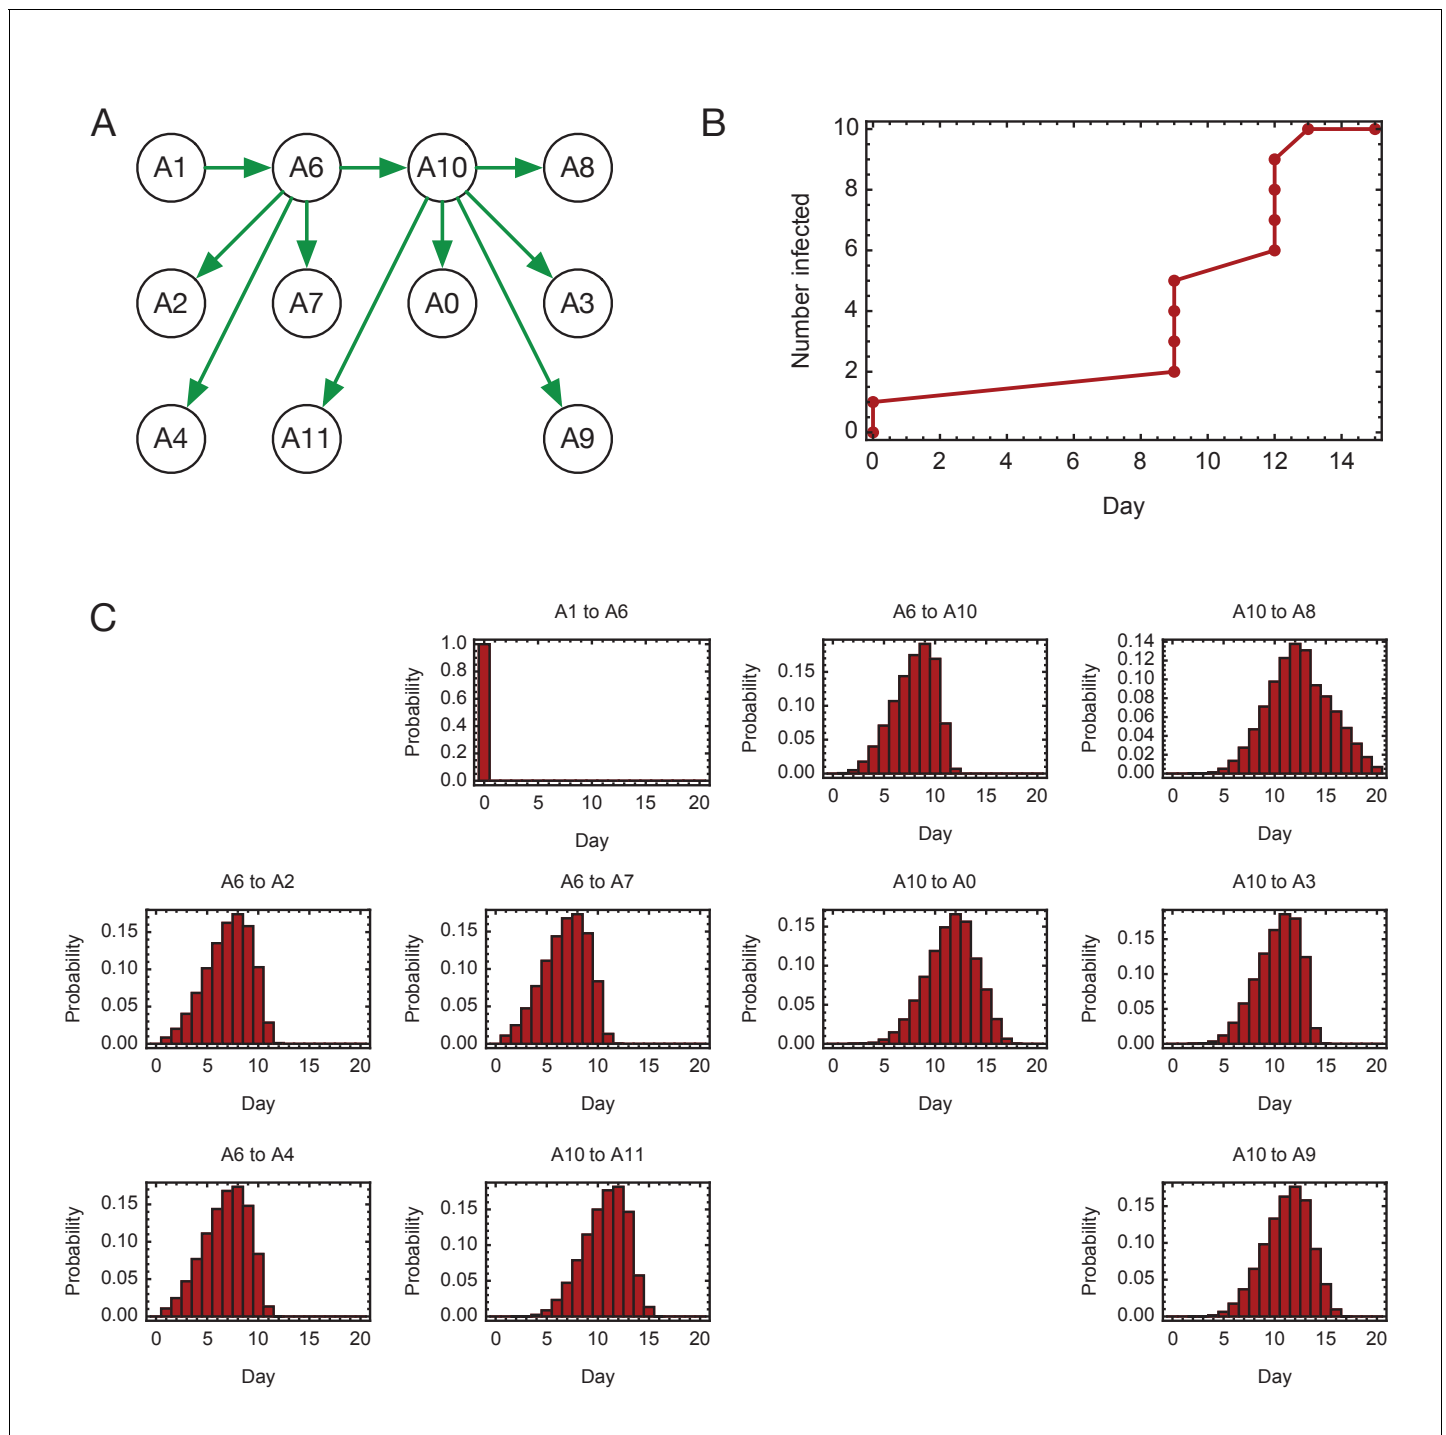 A
A1
A6
A10
A8
A2
A7
A0
A3
A4
A11
A9
B
Number infected
10
8
6
4
2
0
0 2 4 6 8 10 12 14
Day
C
A1 to A6
Probability
1.0
0.8
0.6
0.4
0.2
0.0
0 5 10 15 20
Day
A6 to A10
Probability
0.15
0.10
0.05
0.00
0 5 10 15 20
Day
A10 to A8
Probability
0.14
0.12
0.10
0.08
0.06
0.04
0.02
0.00
0 5 10 15 20
Day
A6 to A2
Probability
0.15
0.10
0.05
0.00
0 5 10 15 20
Day
A6 to A7
Probability
0.15
0.10
0.05
0.00
0 5 10 15 20
Day
A10 to A0
Probability
0.15
0.10
0.05
0.00
0 5 10 15 20
Day
A10 to A3
Probability
0.15
0.10
0.05
0.00
0 5 10 15 20
Day
A6 to A4
Probability
0.15
0.10
0.05
0.00
0 5 10 15 20
Day
A10 to A11
Probability
0.15
0.10
0.05
0.00
0 5 10 15 20
Day
A10 to A9
Probability
0.15
0.10
0.05
0.00
0 5 10 15 20
Day